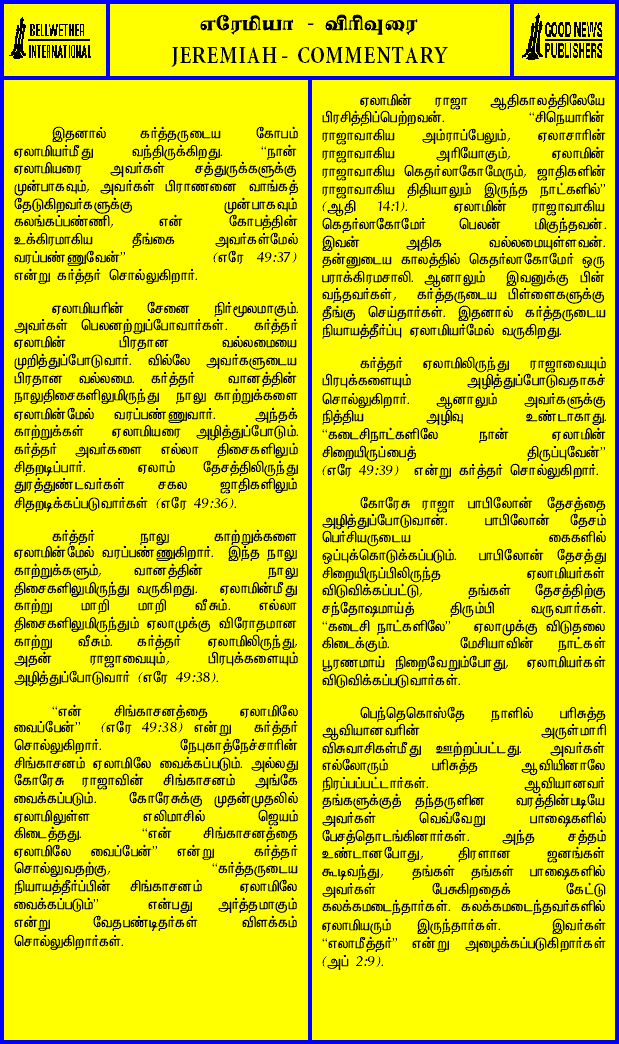 BELLWETHER
INTERNATIONAL
எரேமியா - விரிவுரை
JEREMIAH - COMMENTARY
GOOD NEWS
PUBLISHERS
இதனால் கர்த்தருடைய கோபம்
ஏலாமியர்மீது வந்திருக்கிறது. “நான்
ஏலாமியரை அவர்கள் சத்துருக்களுக்கு
முன்பாகவும், அவர்கள் பிராணனை வாங்கத்
தேடுகிறவர்களுக்கு முன்பாகவும்
கலங்கப்பண்ணி, என் கோபத்தின்
உக்கிரமாகிய தீங்கை அவர்கள்மேல்
வரப்பண்ணுவேன்” (எரே 49:37)
என்று கர்த்தர் சொல்லுகிறார்.
ஏலாமியரின் சேனை நிர்மூலமாகும்.
அவர்கள் பெலனற்றுப்போவார்கள். கர்த்தர்
ஏலாமின் பிரதான வல்லமையை
முறித்துப்போடுவார். வில்லே அவர்களுடைய
பிரதான வல்லமை. கர்த்தர் வானத்தின்
நாலுதிசைகளிலுமிருந்து நாலு காற்றுக்களை
ஏலாமின்மேல் வரப்பண்ணுவார். அந்தக்
காற்றுக்கள் ஏலாமியரை அழித்துப்போடும்.
கர்த்தர் அவர்களை எல்லா திசைகளிலும்
சிதறடிப்பார். ஏலாம் தேசத்திலிருந்து
துரத்துண்டவர்கள் சகல ஜாதிகளிலும்
சிதறடிக்கப்படுவார்கள் (எரே 49:36).
கர்த்தர் நாலு காற்றுக்களை
ஏலாமின்மேல் வரப்பண்ணுகிறார். இந்த நாலு
காற்றுக்களும், வானத்தின் நாலு
திசைகளிலுமிருந்து வருகிறது. ஏலாமின்மீது
காற்று மாறி மாறி வீசும். எல்லா
திசைகளிலுமிருந்தும் ஏலாமுக்கு விரோதமான
காற்று வீசும். கர்த்தர் ஏலாமிலிருந்து,
அதன் ராஜாவையும், பிரபுக்களையும்
அழித்துப்போடுவார் (எரே 49:38).
“என் சிங்காசனத்தை ஏலாமிலே
வைப்பேன்” (எரே 49:38) என்று கர்த்தர்
சொல்லுகிறார். நேபுகாத்நேச்சாரின்
சிங்காசனம் ஏலாமிலே வைக்கப்படும். அல்லது
கோரேசு ராஜாவின் சிங்காசனம் அங்கே
வைக்கப்படும். கோரேசுக்கு முதன்முதலில்
ஏலாமிலுள்ள எலிமாசில் ஜெயம்
கிடைத்தது. “என் சிங்காசனத்தை
ஏலாமிலே வைப்பேன்” என்று கர்த்தர்
சொல்லுவதற்கு, “கர்த்தருடைய
நியாயத்தீர்ப்பின் சிங்காசனம் ஏலாமிலே
வைக்கப்படும்” என்பது அர்த்தமாகும்
என்று வேதபண்டிதர்கள் விளக்கம்
சொல்லுகிறார்கள்.
ஏலாமின் ராஜா ஆதிகாலத்திலேயே
பிரசித்திப்பெற்றவன். “சிநெயாரின்
ராஜாவாகிய அம்ராப்பேலும், ஏலாசாரின்
ராஜாவாகிய அரியோகும், ஏலாமின்
ராஜாவாகிய கெதர்லாகோமேரும், ஜாதிகளின்
ராஜாவாகிய திதியாலும் இருந்த நாட்களில்”
(ஆதி 14:1). ஏலாமின் ராஜாவாகிய
கெதர்லாகோமேர் பெலன் மிகுந்தவன்.
இவன் அதிக வல்லமையுள்ளவன்.
தன்னுடைய காலத்தில் கெதர்லாகோமேர் ஒரு
பராக்கிரமசாலி. ஆனாலும் இவனுக்கு பின்
வந்தவர்கள், கர்த்தருடைய பிள்ளைகளுக்கு
தீங்கு செய்தார்கள். இதனால் கர்த்தருடைய
நியாயத்தீர்ப்பு ஏலாமியர்மேல் வருகிறது.
கர்த்தர் ஏலாமிலிருந்து ராஜாவையும்
பிரபுக்களையும் அழித்துப்போடுவதாகச்
சொல்லுகிறார். ஆனாலும் அவர்களுக்கு
நித்திய அழிவு உண்டாகாது.
“கடைசிநாட்களிலே நான் ஏலாமின்
சிறையிருப்பைத் திருப்புவேன்”
(எரே 49:39) என்று கர்த்தர் சொல்லுகிறார்.
கோரேசு ராஜா பாபிலோன் தேசத்தை
அழித்துப்போடுவான். பாபிலோன் தேசம்
பெர்சியருடைய கைகளில்
ஒப்புக்கொடுக்கப்படும். பாபிலோன் தேசத்து
சிறையிருப்பிலிருந்த ஏலாமியர்கள்
விடுவிக்கப்பட்டு, தங்கள் தேசத்திற்கு
சந்தோஷமாய்த் திரும்பி வருவார்கள்.
“கடைசி நாட்களிலே” ஏலாமுக்கு விடுதலை
கிடைக்கும். மேசியாவின் நாட்கள்
பூரணமாய் நிறைவேறும்போது, ஏலாமியர்கள்
விடுவிக்கப்படுவார்கள்.
பெந்தெகொஸ்தே நாளில் பரிசுத்த
ஆவியானவரின் அருள்மாரி
விசுவாசிகள்மீது ஊற்றப்பட்டது. அவர்கள்
எல்லோரும் பரிசுத்த ஆவியினாலே
நிரப்பப்பட்டார்கள். ஆவியானவர்
தங்களுக்குத் தந்தருளின வரத்தின்படியே
அவர்கள் வெவ்வேறு பாஷைகளில்
பேசத்தொடங்கினார்கள். அந்த சத்தம்
உண்டானபோது, திரளான ஜனங்கள்
கூடிவந்து, தங்கள் தங்கள் பாஷைகளில்
அவர்கள் பேசுகிறதைக் கேட்டு
கலக்கமடைந்தார்கள். கலக்கமடைந்தவர்களில்
ஏலாமியரும் இருந்தார்கள். இவர்கள்
“எலாமீத்தர்” என்று அழைக்கப்படுகிறார்கள்
(அப் 2:9).